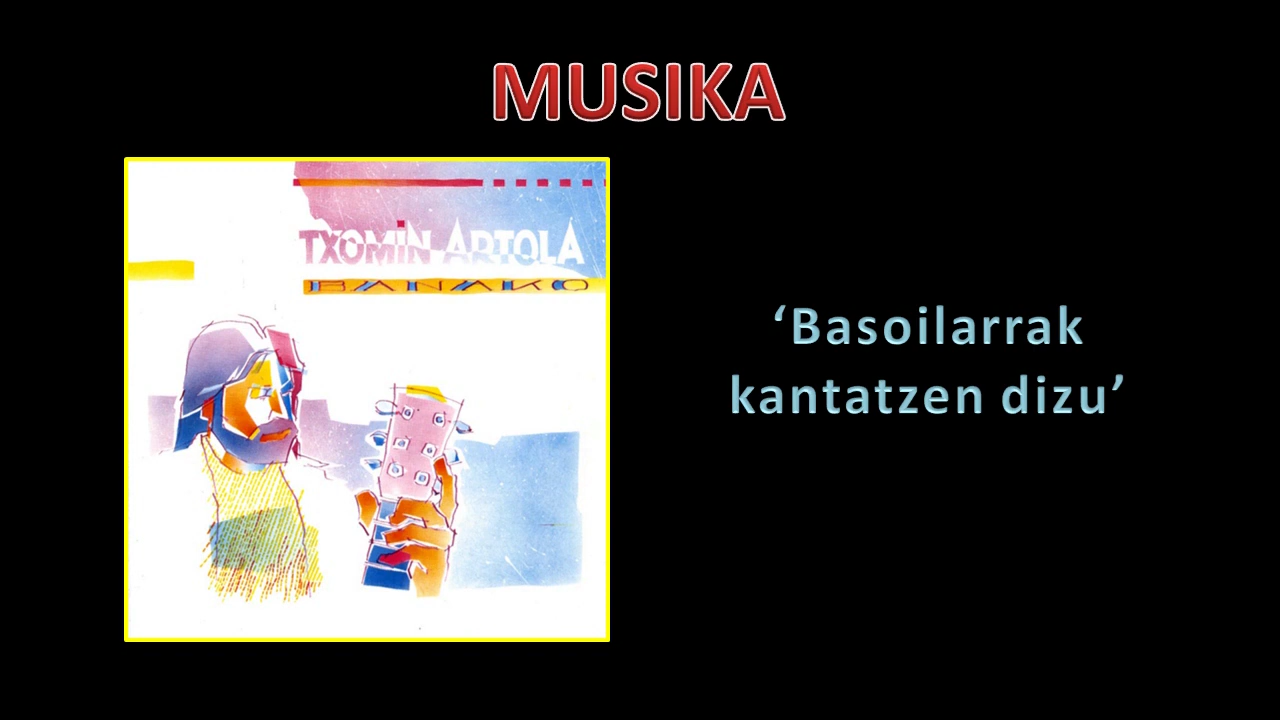 MUSIKA
TXOMiN ARTOLA
BANAKO
‘Basoilarrak
kantatzen dizu’